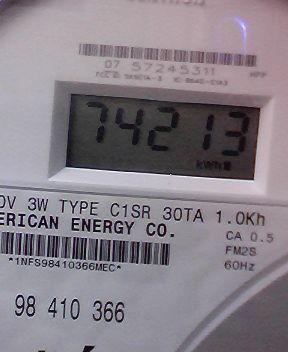 07 57245311
74213
kWh
0V 3W TYPE C1SR 30TA 1.0Kh
ERICAN ENERGY CO.
CA 0.5
FM2S
*1NFS98410366MEC*
60Hz
98 410 366